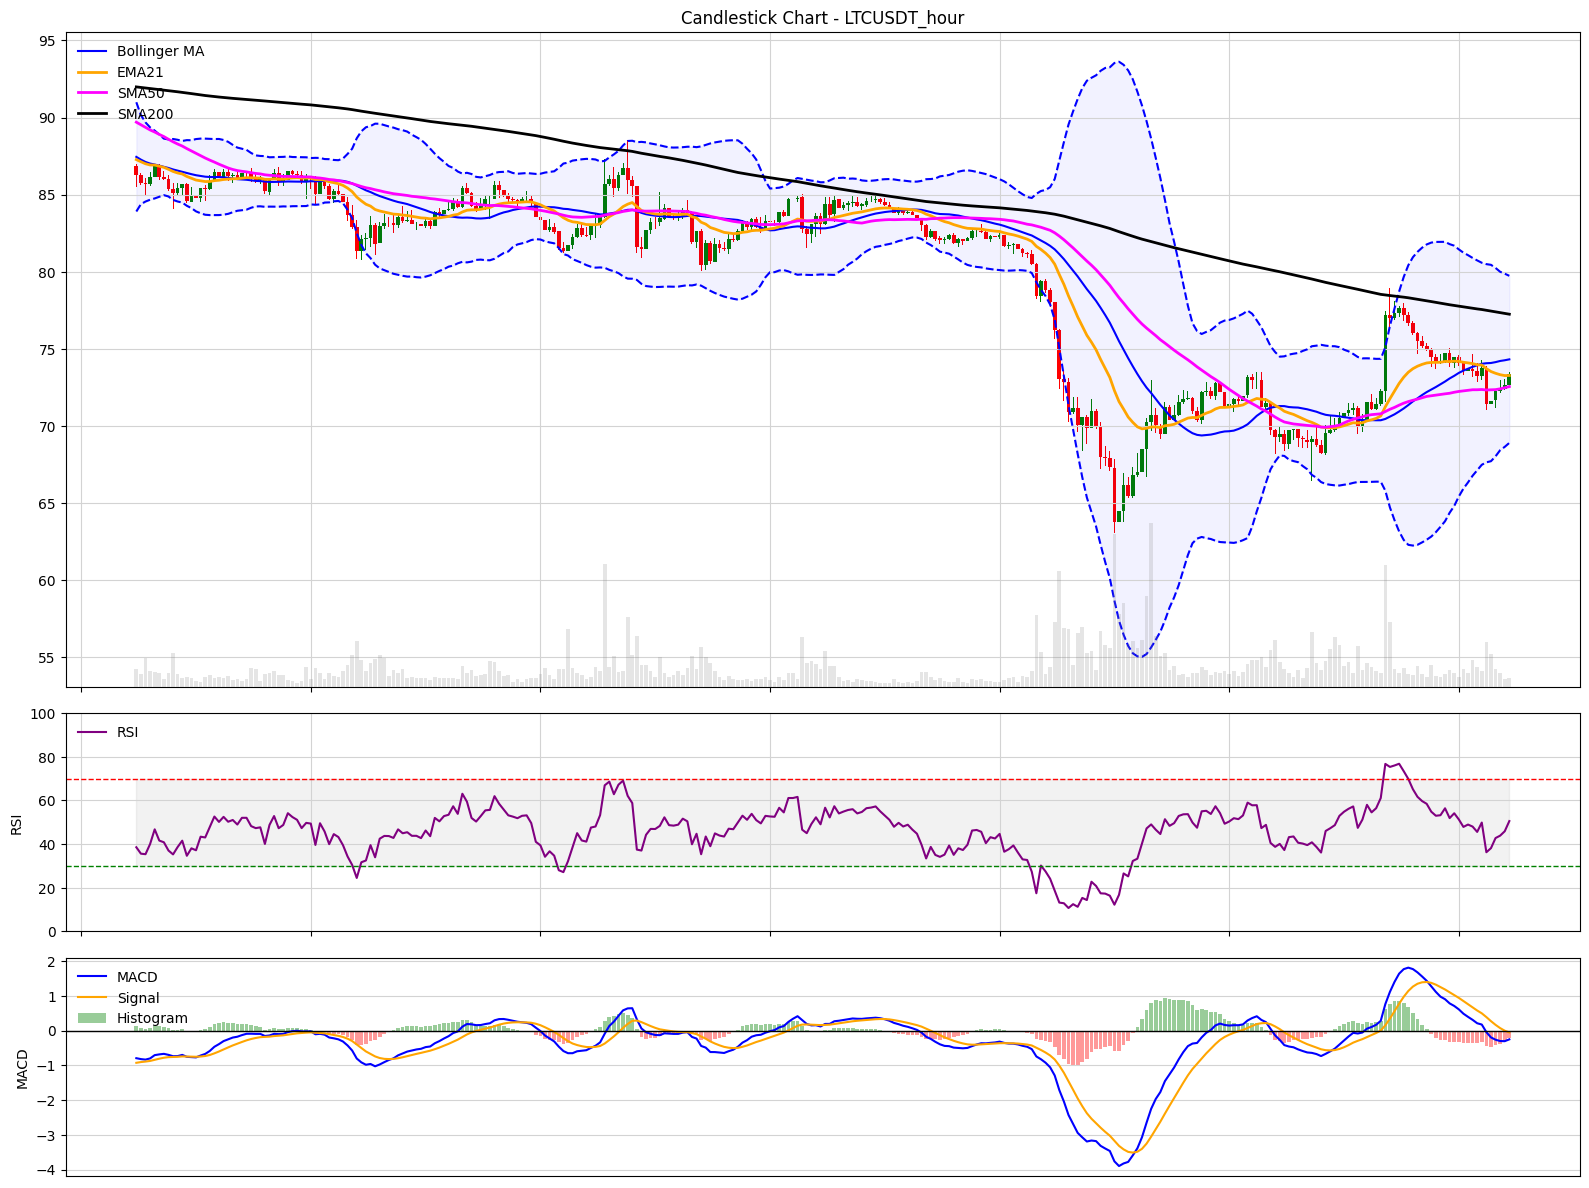 Candlestick Chart - LTCUSDT_hour
95
90
85
80
75
70
65
60
55
Bollinger MA
EMA21
SMA50
SMA200
100
80
60
40
20
0
RSI
RSI
2
1
0
−1
−2
−3
−4
MACD
MACD
Signal
Histogram